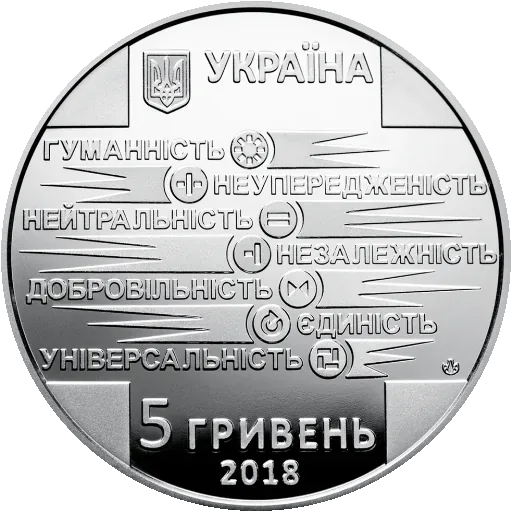 УКРАЇНА
ГУМАННІСТЬ
НЕУПЕРЕДЖЕНІСТЬ
НЕЙТРАЛЬНІСТЬ
НЕЗАЛЕЖНІСТЬ
ДОБРОВІЛЬНІСТЬ
ЄДИНІСТЬ
УНІВЕРСАЛЬНІСТЬ
5 ГРИВЕНЬ
2018